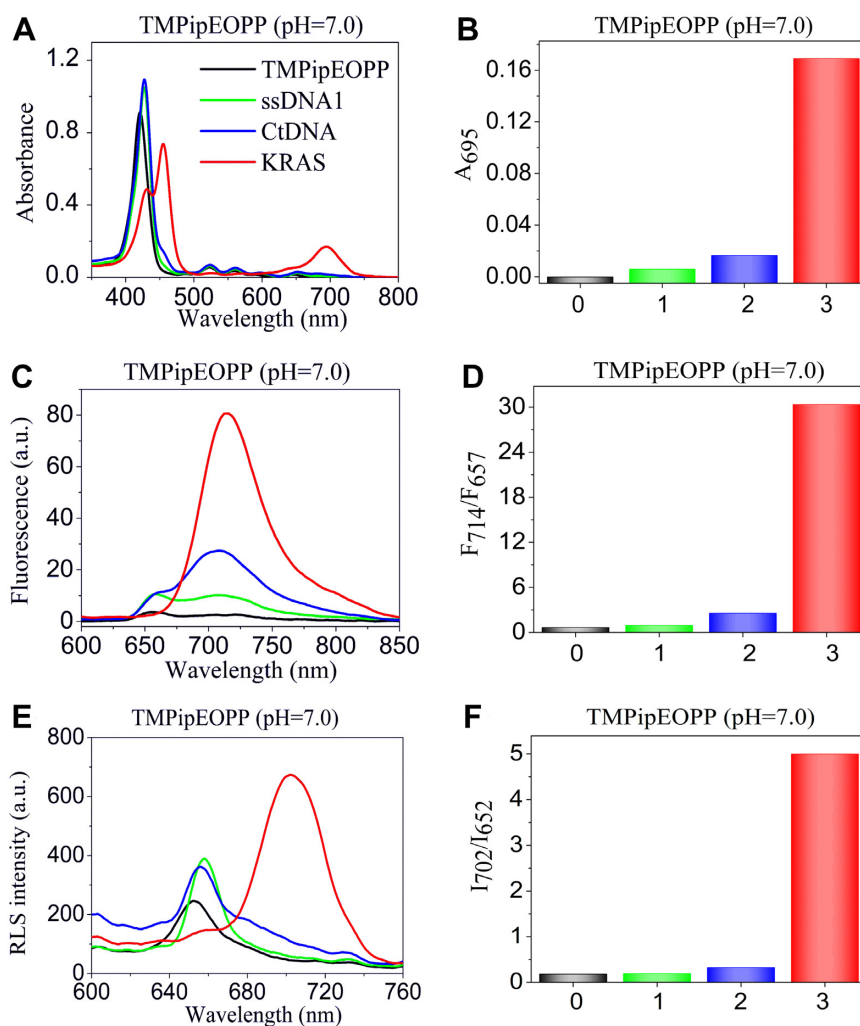 A
TMPipEOPP (pH=7.0)
Absorbance
1.2
0.8
0.4
0.0
TMPipEOPP
ssDNA1
CtDNA
KRAS
400 500 600 700 800
Wavelength (nm)
B
TMPipEOPP (pH=7.0)
A695
0.16
0.12
0.08
0.04
0.00
0 1 2 3
C
TMPipEOPP (pH=7.0)
Fluorescence (a.u.)
80
60
40
20
0
600 650 700 750 800 850
Wavelength (nm)
D
TMPipEOPP (pH=7.0)
F714/F657
30
24
18
12
6
0
0 1 2 3
E
TMPipEOPP (pH=7.0)
RLS intensity (a.u.)
800
600
400
200
0
600 640 680 720 760
Wavelength (nm)
F
TMPipEOPP (pH=7.0)
I702/I652
5
4
3
2
1
0
0 1 2 3